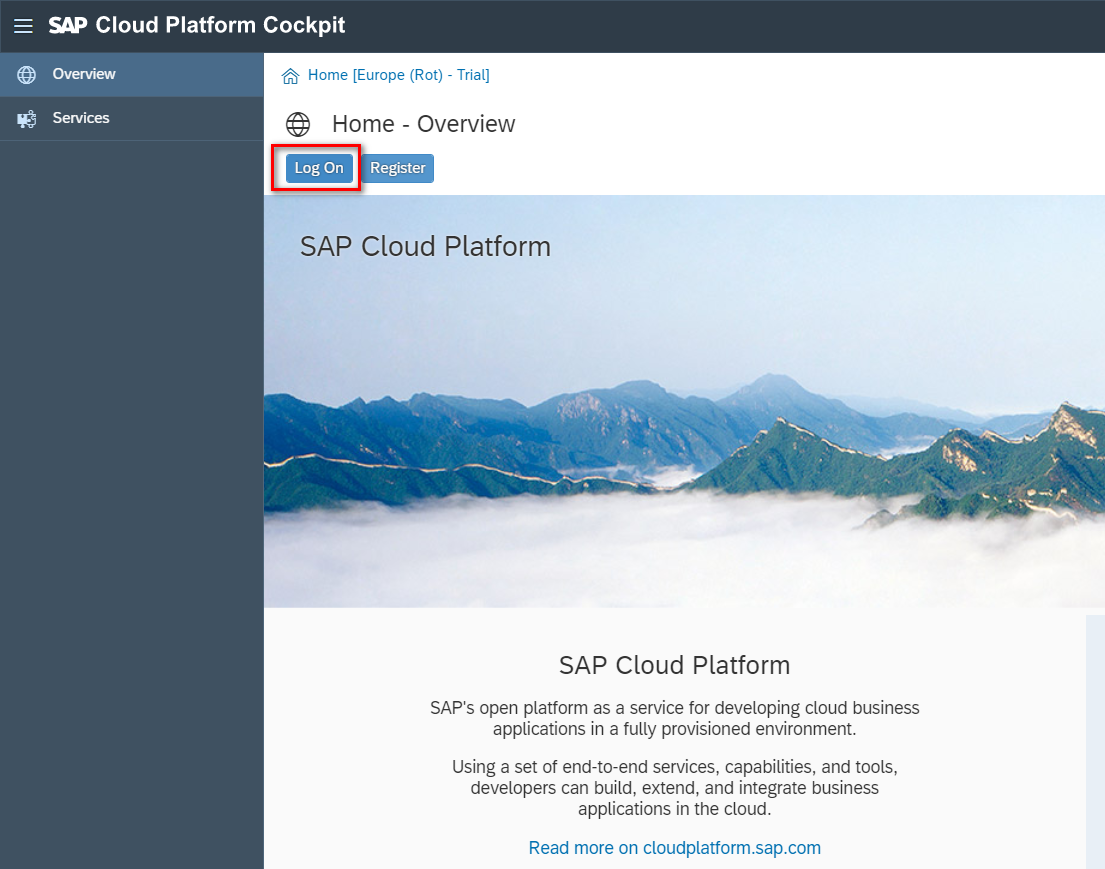 SAP Cloud Platform Cockpit
Overview
Services
Home [Europe (Rot) - Trial]
Home - Overview
Log On
Register
SAP Cloud Platform
SAP Cloud Platform
SAP's open platform as a service for developing cloud business
applications in a fully provisioned environment.
Using a set of end-to-end services, capabilities, and tools,
developers can build, extend, and integrate business
applications in the cloud.
Read more on cloudplatform.sap.com